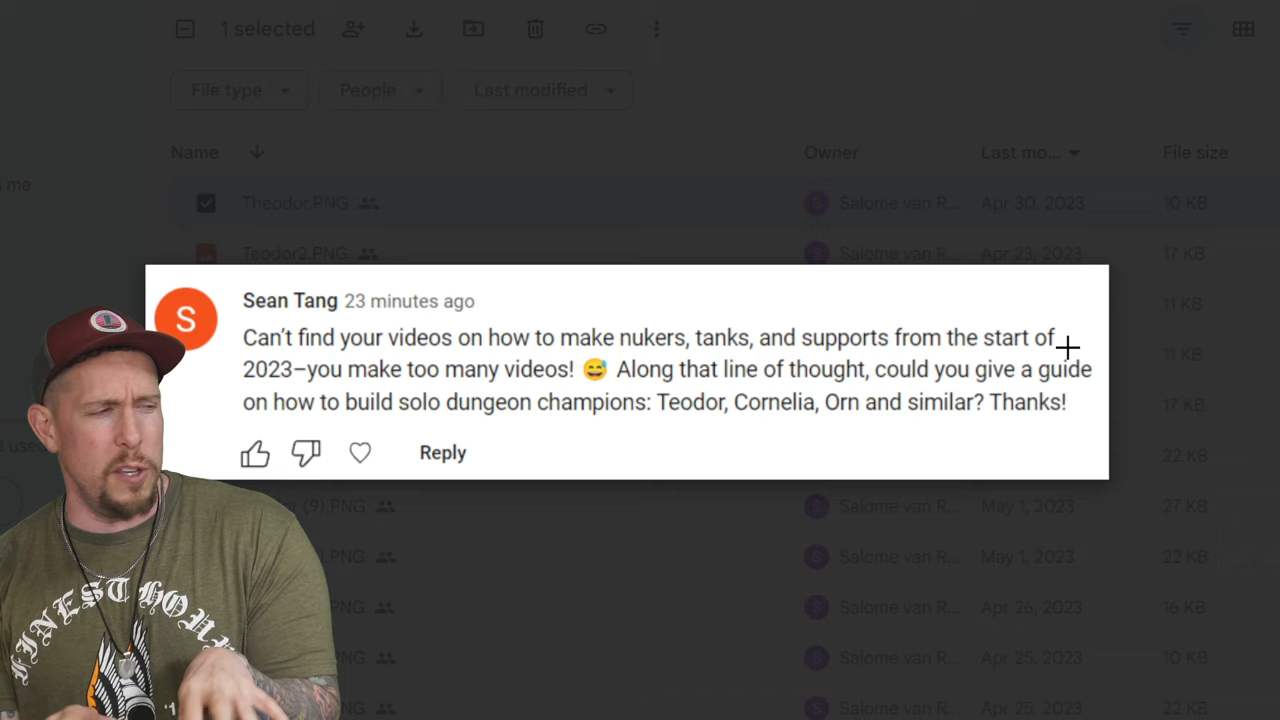 1 selected
File type
People
Last modified
Name
Owner
Last mo...
File size
me
Theodor.PNG
Salome van R...
Apr 30, 2023
10 KB
Teodor2.PNG
Salome van R...
Apr 23, 2023
17 KB
S
Sean Tang 23 minutes ago
Can't find your videos on how to make nukers, tanks, and supports from the start of
2023–you make too many videos! 😅 Along that line of thought, could you give a guide
on how to build solo dungeon champions: Teodor, Cornelia, Orn and similar? Thanks!
Reply
11 KB
11 KB
17 KB
22 KB
(9).PNG
Salome van R...
May 1, 2023
27 KB
.PNG
Salome van R...
May 1, 2023
22 KB
NG
Salome van R...
Apr 26, 2023
16 KB
NG
Salome van R...
Apr 25, 2023
10 KB
NG
Salome van R...
Apr 25, 2023
22 KB
FINEST HOUR